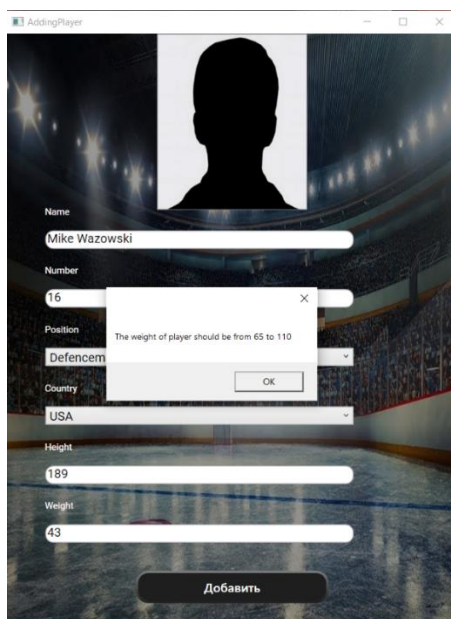 AddingPlayer
Name
Mike Wazowski
Number
16
The weight of player should be from 65 to 110
OK
Position
Defencem
Country
USA
Height
189
Weight
43
Добавить